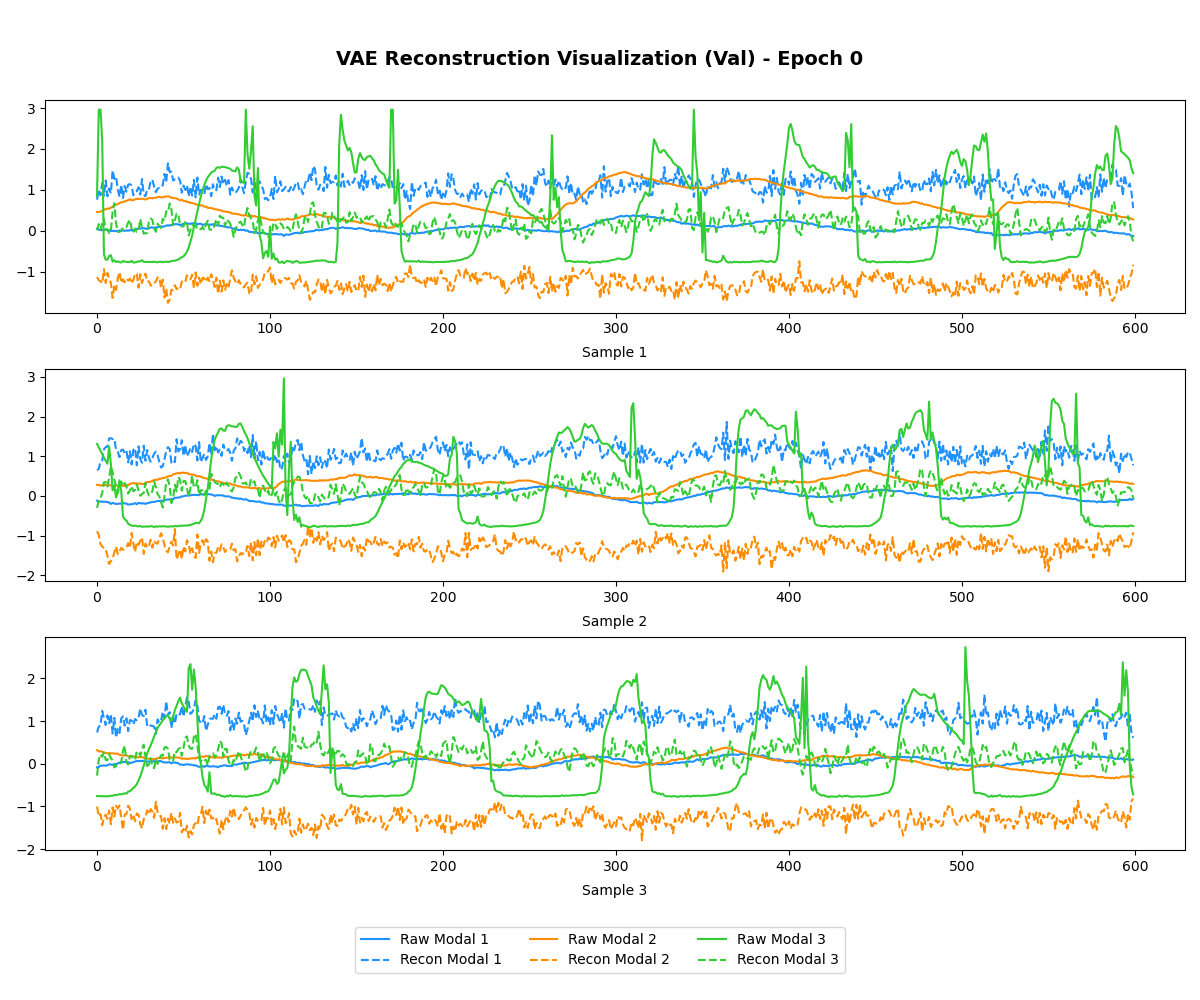 VAE Reconstruction Visualization (Val) - Epoch 0
3
2
1
0
−1
0 100 200 300 400 500 600
Sample 1
3
2
1
0
−1
−2
0 100 200 300 400 500 600
Sample 2
2
1
0
−1
−2
0 100 200 300 400 500 600
Sample 3
Raw Modal 1 Raw Modal 2 Raw Modal 3
Recon Modal 1 Recon Modal 2 Recon Modal 3